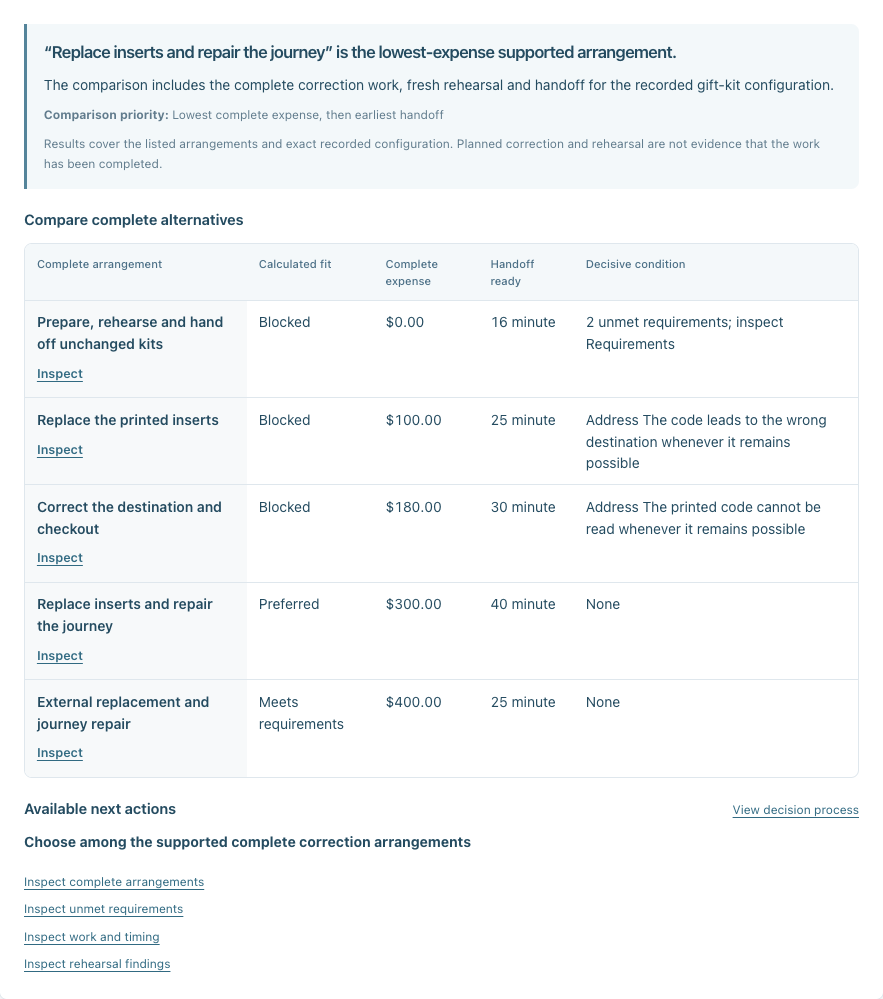 “Replace inserts and repair the journey” is the lowest-expense supported arrangement.
The comparison includes the complete correction work, fresh rehearsal and handoff for the recorded gift-kit configuration.
Comparison priority: Lowest complete expense, then earliest handoff
Results cover the listed arrangements and exact recorded configuration. Planned correction and rehearsal are not evidence that the work
has been completed.
Compare complete alternatives
Complete arrangement
Calculated fit
Complete
expense
Handoff
ready
Decisive condition
Prepare, rehearse and hand
off unchanged kits
Inspect
Blocked
$0.00
16 minute
2 unmet requirements; inspect
Requirements
Replace the printed inserts
Inspect
Blocked
$100.00
25 minute
Address The code leads to the wrong
destination whenever it remains
possible
Correct the destination and
checkout
Inspect
Blocked
$180.00
30 minute
Address The printed code cannot be
read whenever it remains possible
Replace inserts and repair
the journey
Inspect
Preferred
$300.00
40 minute
None
External replacement and
journey repair
Inspect
Meets
requirements
$400.00
25 minute
None
Available next actions
View decision process
Choose among the supported complete correction arrangements
Inspect complete arrangements
Inspect unmet requirements
Inspect work and timing
Inspect rehearsal findings